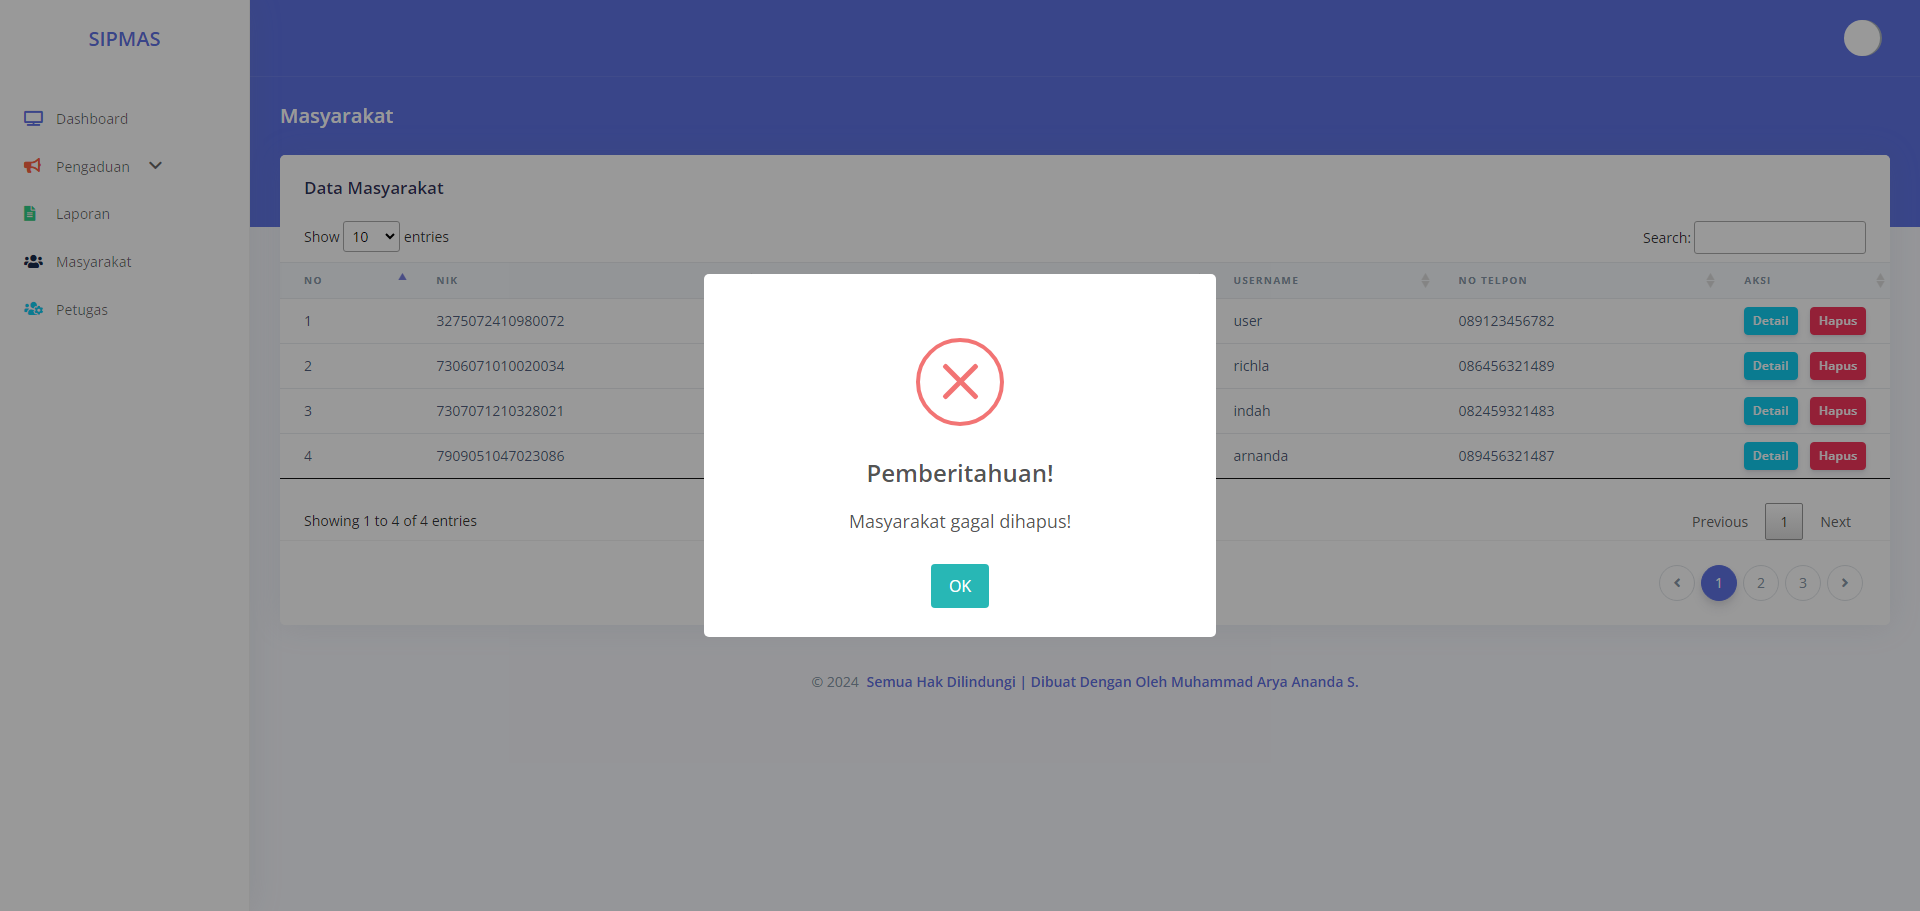 SIPMAS
Dashboard
Pengaduan
Laporan
Masyarakat
Petugas
Masyarakat
Data Masyarakat
Show 10 entries
Search:
NO NIK USERNAME NO TELPON AKSI
1 3275072410980072 user 089123456782 Detail Hapus
2 7306071010020034 richla 086456321489 Detail Hapus
3 7307071210328021 indah 082459321483 Detail Hapus
4 7909051047023086 arnanda 089456321487 Detail Hapus
Showing 1 to 4 of 4 entries
Previous 1 Next
1 2 3
Pemberitahuan!
Masyarakat gagal dihapus!
OK
© 2024 Semua Hak Dilindungi | Dibuat Dengan Oleh Muhammad Arya Ananda S.